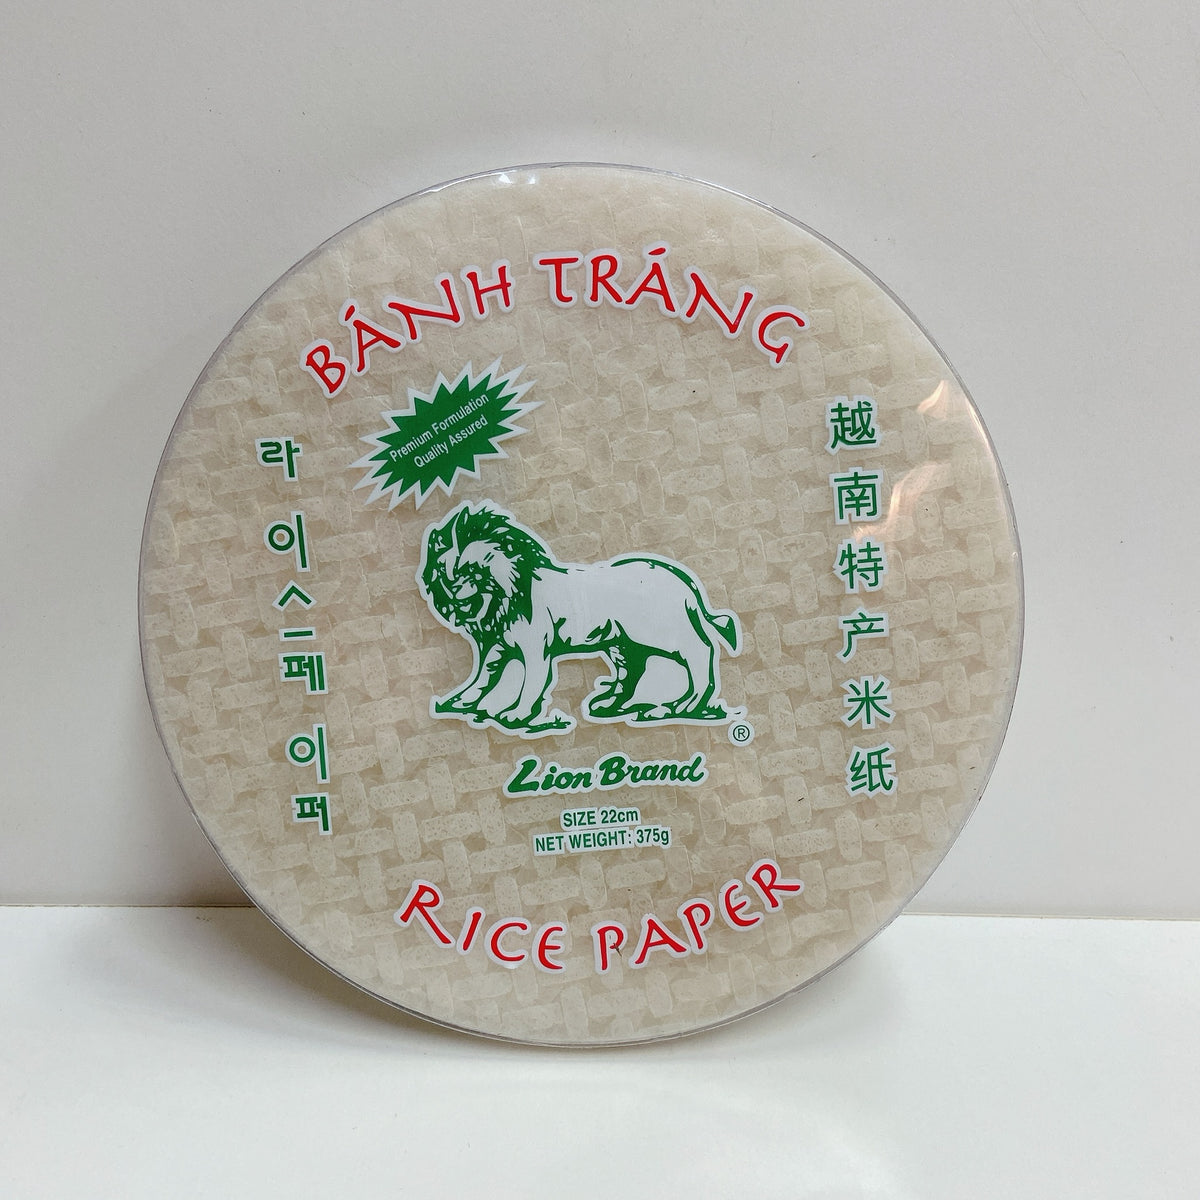 BÁNH TRÁNG
Premium Formulation
Quality Assured
라이스페이퍼
越南特产米纸
®
Lion Brand
SIZE 22cm
NET WEIGHT: 375g
RICE PAPER